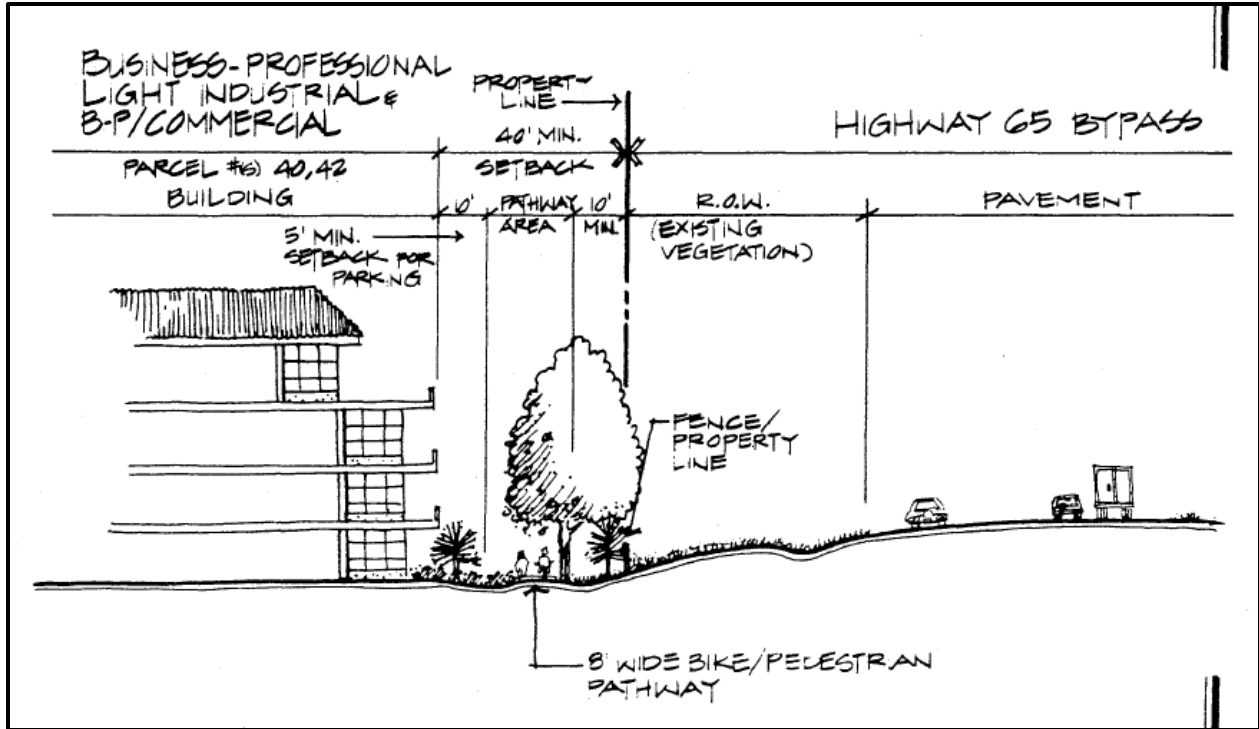 BUSINESS-PROFESSIONAL
LIGHT INDUSTRIAL &
B-P/COMMERCIAL
PROPERTY
LINE
40' MIN.
SETBACK
HIGHWAY 65 BYPASS
PARCEL #(S) 40,42
BUILDING
10'
PATHWAY
AREA
10'
MIN.
R.O.W.
(EXISTING
VEGETATION)
PAVEMENT
5' MIN.
SETBACK FOR
PARKING
FENCE/
PROPERTY
LINE
8' WIDE BIKE/PEDESTRIAN
PATHWAY